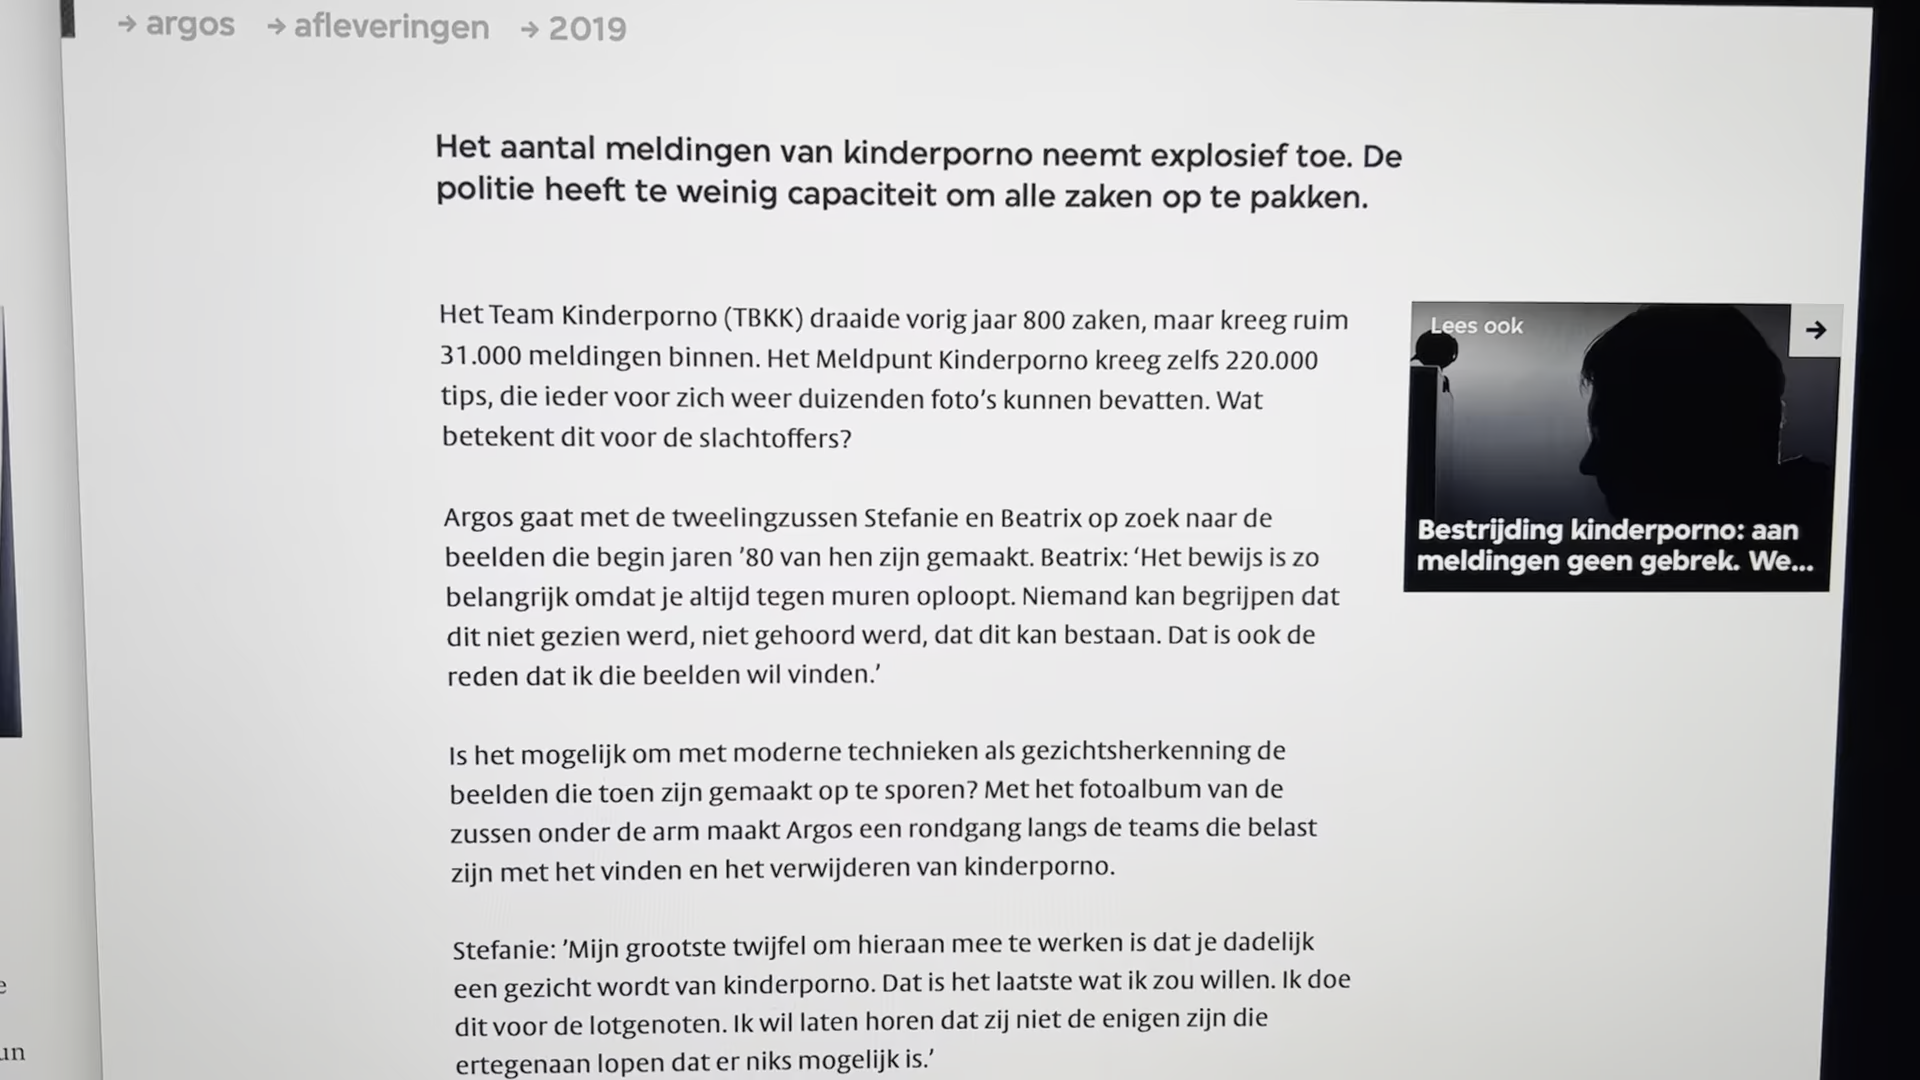 → argos → afleveringen → 2019
Het aantal meldingen van kinderporno neemt explosief toe. De
politie heeft te weinig capaciteit om alle zaken op te pakken.
Het Team Kinderporno (TBKK) draaide vorig jaar 800 zaken, maar kreeg ruim
31.000 meldingen binnen. Het Meldpunt Kinderporno kreeg zelfs 220.000
tips, die ieder voor zich weer duizenden foto's kunnen bevatten. Wat
betekent dit voor de slachtoffers?
Argos gaat met de tweelingzussen Stefanie en Beatrix op zoek naar de
beelden die begin jaren '80 van hen zijn gemaakt. Beatrix: 'Het bewijs is zo
belangrijk omdat je altijd tegen muren oploopt. Niemand kan begrijpen dat
dit niet gezien werd, niet gehoord werd, dat dit kan bestaan. Dat is ook de
reden dat ik die beelden wil vinden.'
Is het mogelijk om met moderne technieken als gezichtsherkenning de
beelden die toen zijn gemaakt op te sporen? Met het fotoalbum van de
zussen onder de arm maakt Argos een rondgang langs de teams die belast
zijn met het vinden en het verwijderen van kinderporno.
Stefanie: 'Mijn grootste twijfel om hieraan mee te werken is dat je dadelijk
een gezicht wordt van kinderporno. Dat is het laatste wat ik zou willen. Ik doe
dit voor de lotgenoten. Ik wil laten horen dat zij niet de enigen zijn die
ertegenaan lopen dat er niks mogelijk is.'
Lees ook →
Bestrijding kinderporno: aan
meldingen geen gebrek. We...